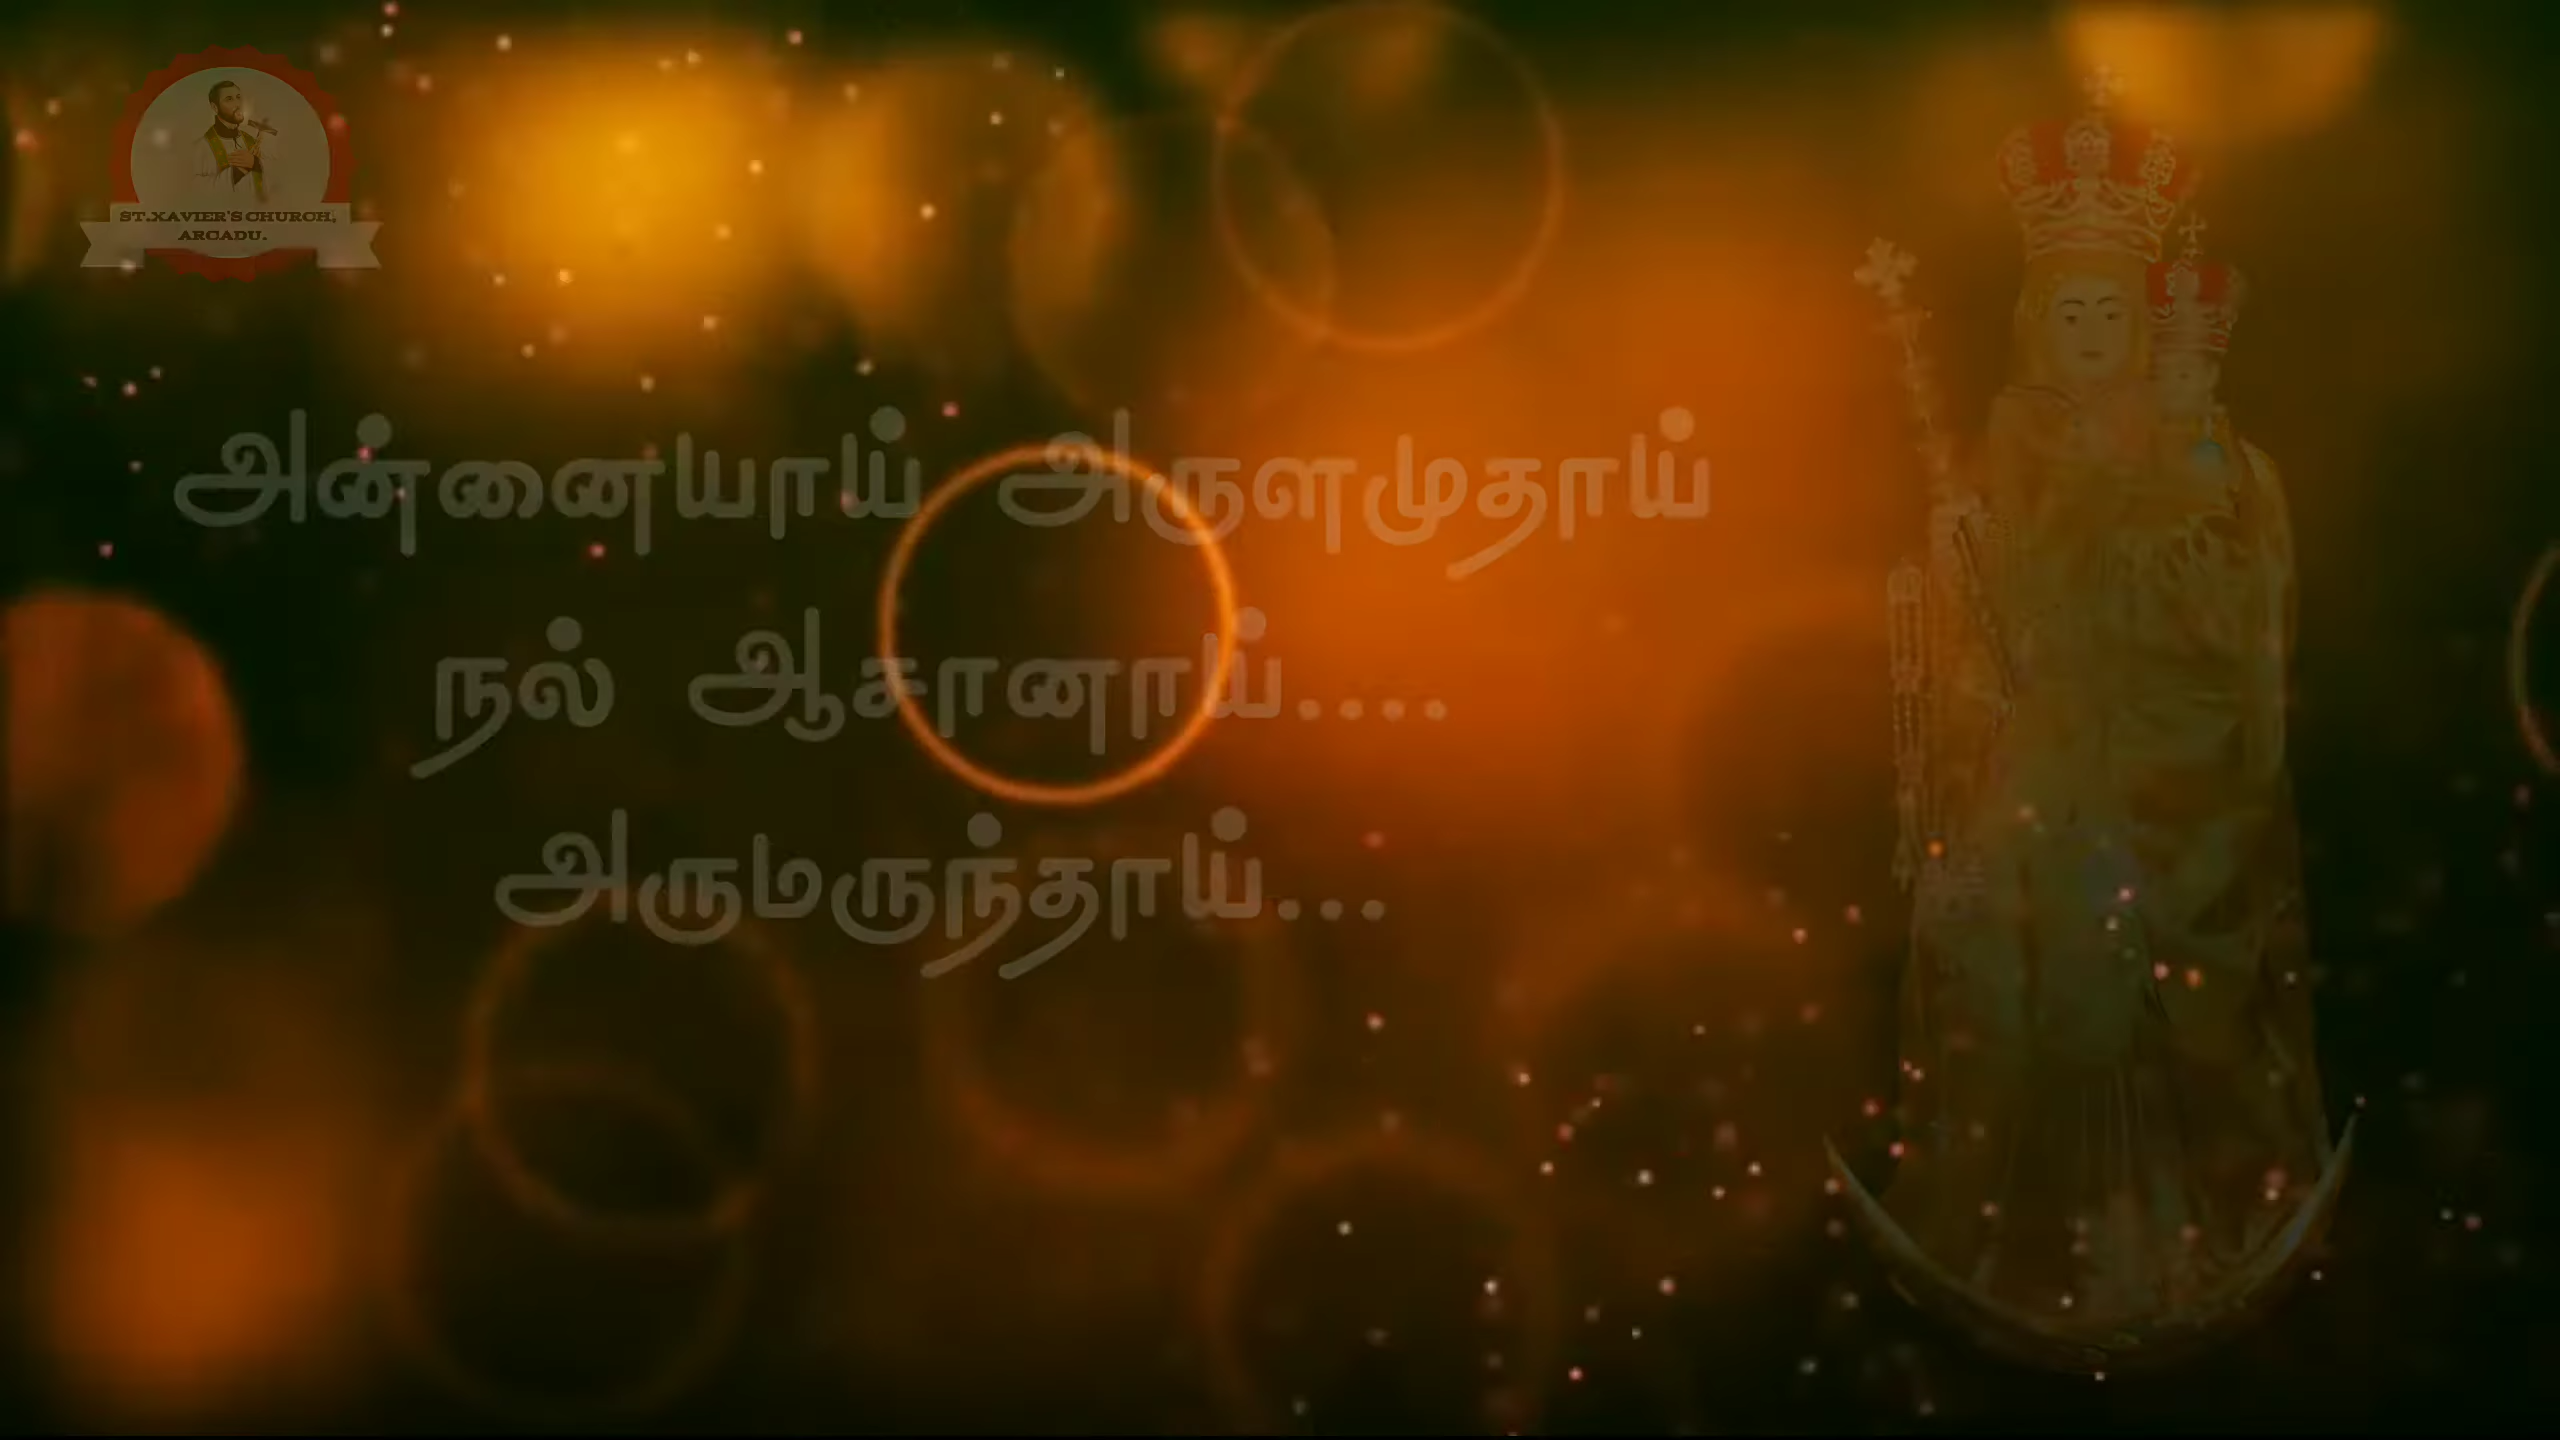 ST.XAVIER'S CHURCH,
ARCADU.
அன்னையாய் அருளமுதாய்
நல் ஆசானாய்....
அருமருந்தாய்...